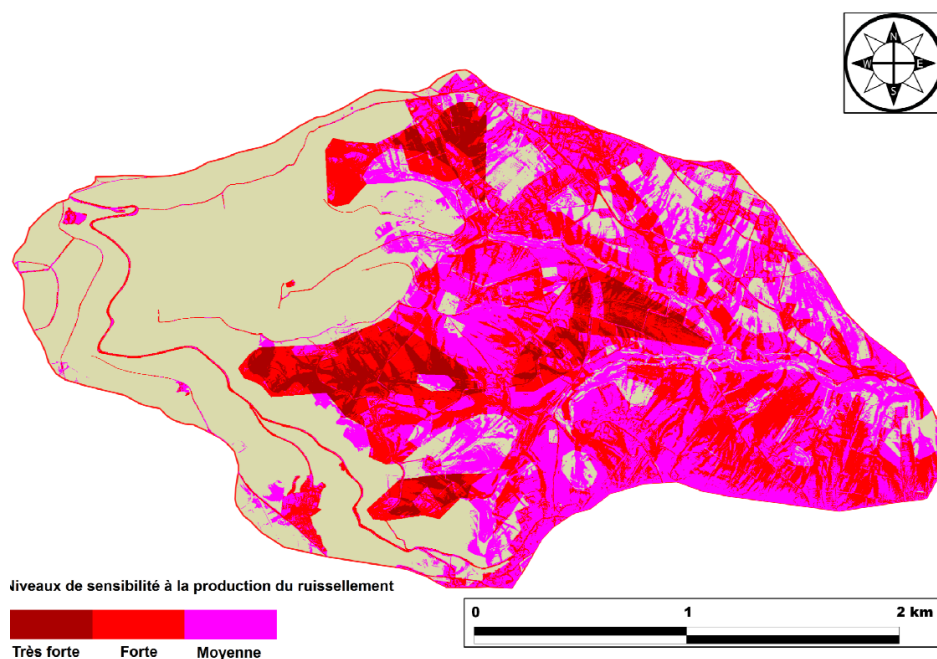 N
W E
S
Niveaux de sensibilité à la production du ruissellement
Très forte Forte Moyenne
0 1 2 km